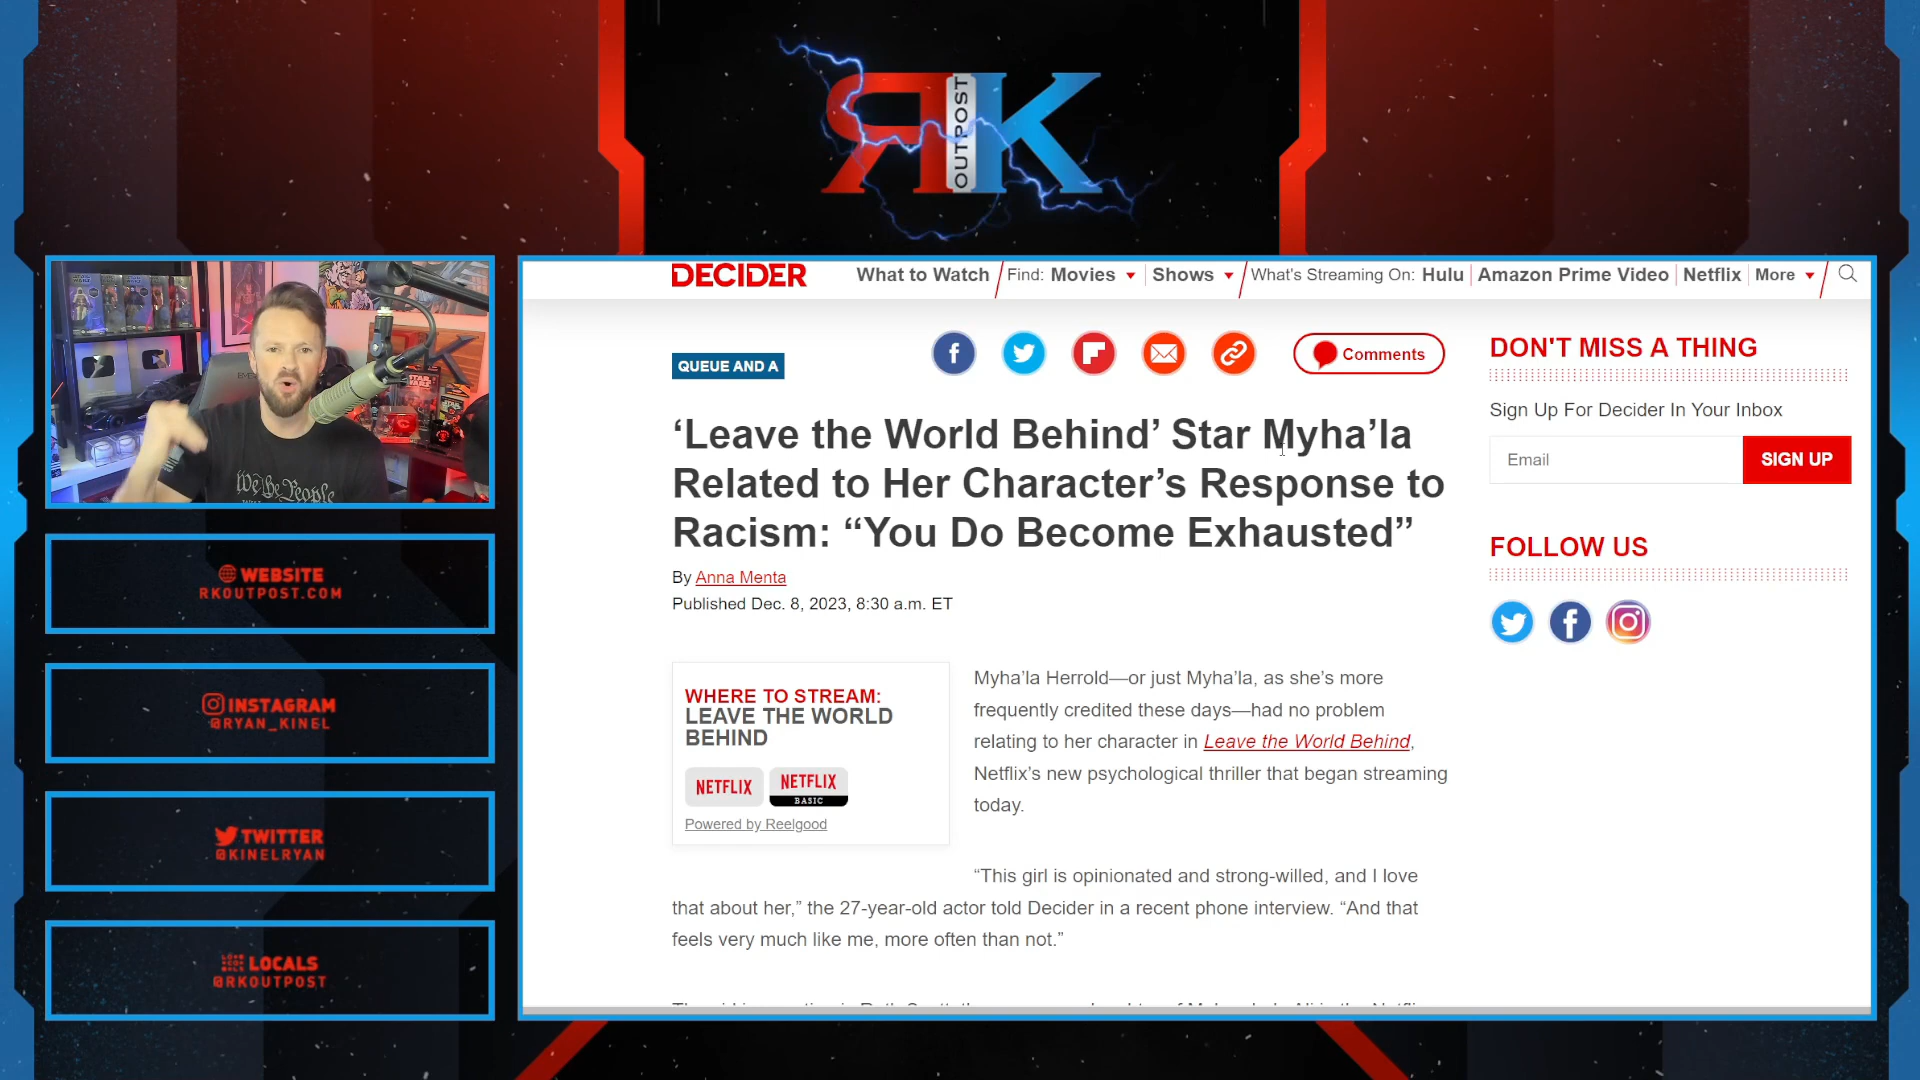 RK
OUTPOST
We the People
WEBSITE
RKOUTPOST.COM
INSTAGRAM
@RYAN_KINEL
TWITTER
@KINELRYAN
LOCALS
@RKOUTPOST
DECIDER
What to Watch
Find: Movies
Shows
What's Streaming On: Hulu
Amazon Prime Video
Netflix
More
QUEUE AND A
Comments
‘Leave the World Behind’ Star Myha’la
Related to Her Character’s Response to
Racism: “You Do Become Exhausted”
By Anna Menta
Published Dec. 8, 2023, 8:30 a.m. ET
WHERE TO STREAM:
LEAVE THE WORLD
BEHIND
NETFLIX
NETFLIX
BASIC
Powered by Reelgood
Myha’la Herrold—or just Myha’la, as she’s more
frequently credited these days—had no problem
relating to her character in Leave the World Behind,
Netflix’s new psychological thriller that began streaming
today.
“This girl is opinionated and strong-willed, and I love
that about her,” the 27-year-old actor told Decider in a recent phone interview. “And that
feels very much like me, more often than not.”
DON'T MISS A THING
Sign Up For Decider In Your Inbox
Email
SIGN UP
FOLLOW US